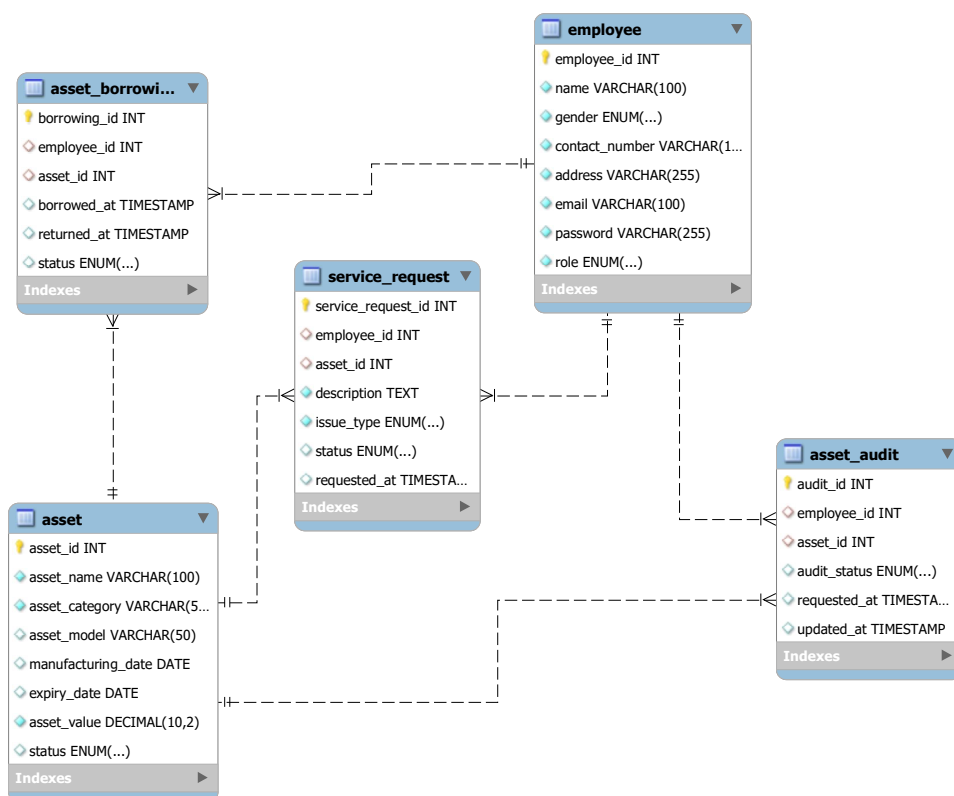 employee
employee_id INT
name VARCHAR(100)
gender ENUM(...)
contact_number VARCHAR(1...
address VARCHAR(255)
email VARCHAR(100)
password VARCHAR(255)
role ENUM(...)
Indexes
asset_borrowi...
borrowing_id INT
employee_id INT
asset_id INT
borrowed_at TIMESTAMP
returned_at TIMESTAMP
status ENUM(...)
Indexes
service_request
service_request_id INT
employee_id INT
asset_id INT
description TEXT
issue_type ENUM(...)
status ENUM(...)
requested_at TIMESTA...
Indexes
asset_audit
audit_id INT
employee_id INT
asset_id INT
audit_status ENUM(...)
requested_at TIMESTA...
updated_at TIMESTAMP
Indexes
asset
asset_id INT
asset_name VARCHAR(100)
asset_category VARCHAR(5...
asset_model VARCHAR(50)
manufacturing_date DATE
expiry_date DATE
asset_value DECIMAL(10,2)
status ENUM(...)
Indexes